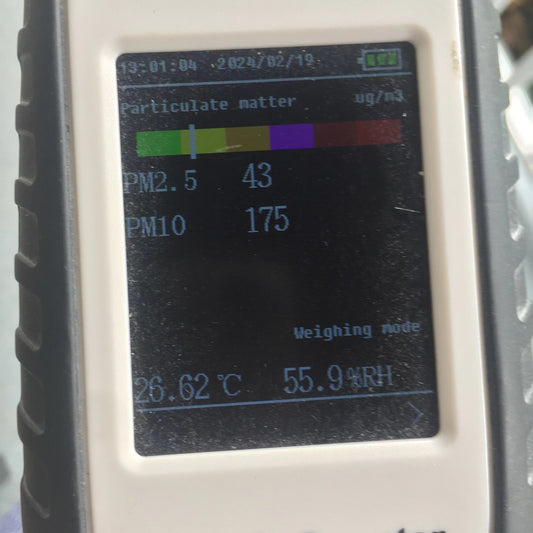 13:01:04 2024/02/19
Particulate matter ug/m3
PM2.5 43
PM10 175
Weighing mode
26.62 ℃ 55.9%RH